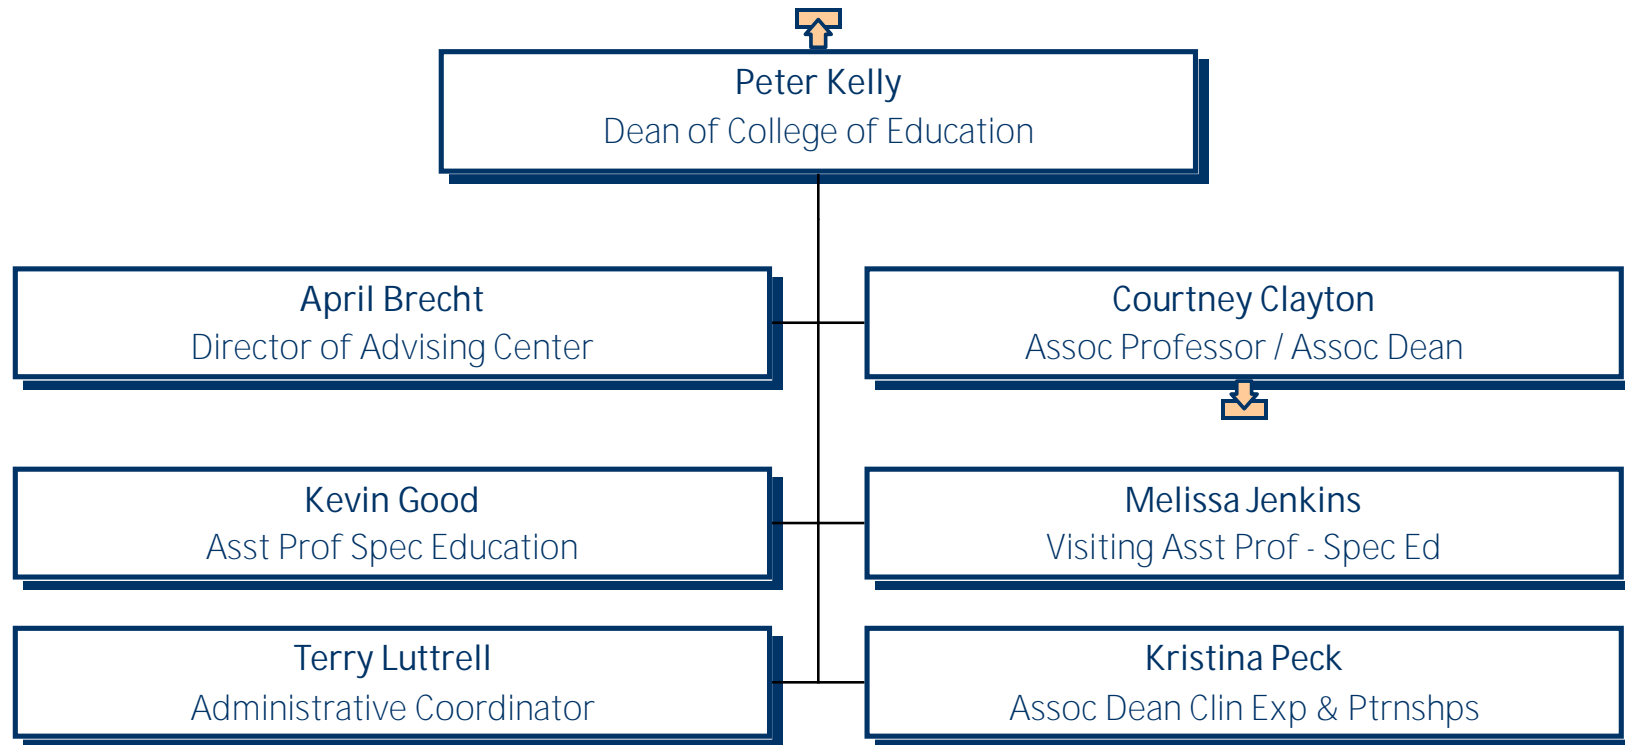 Peter Kelly
Dean of College of Education
April Brecht
Director of Advising Center
Courtney Clayton
Assoc Professor / Assoc Dean
Kevin Good
Asst Prof Spec Education
Melissa Jenkins
Visiting Asst Prof - Spec Ed
Terry Luttrell
Administrative Coordinator
Kristina Peck
Assoc Dean Clin Exp & Ptrnshps